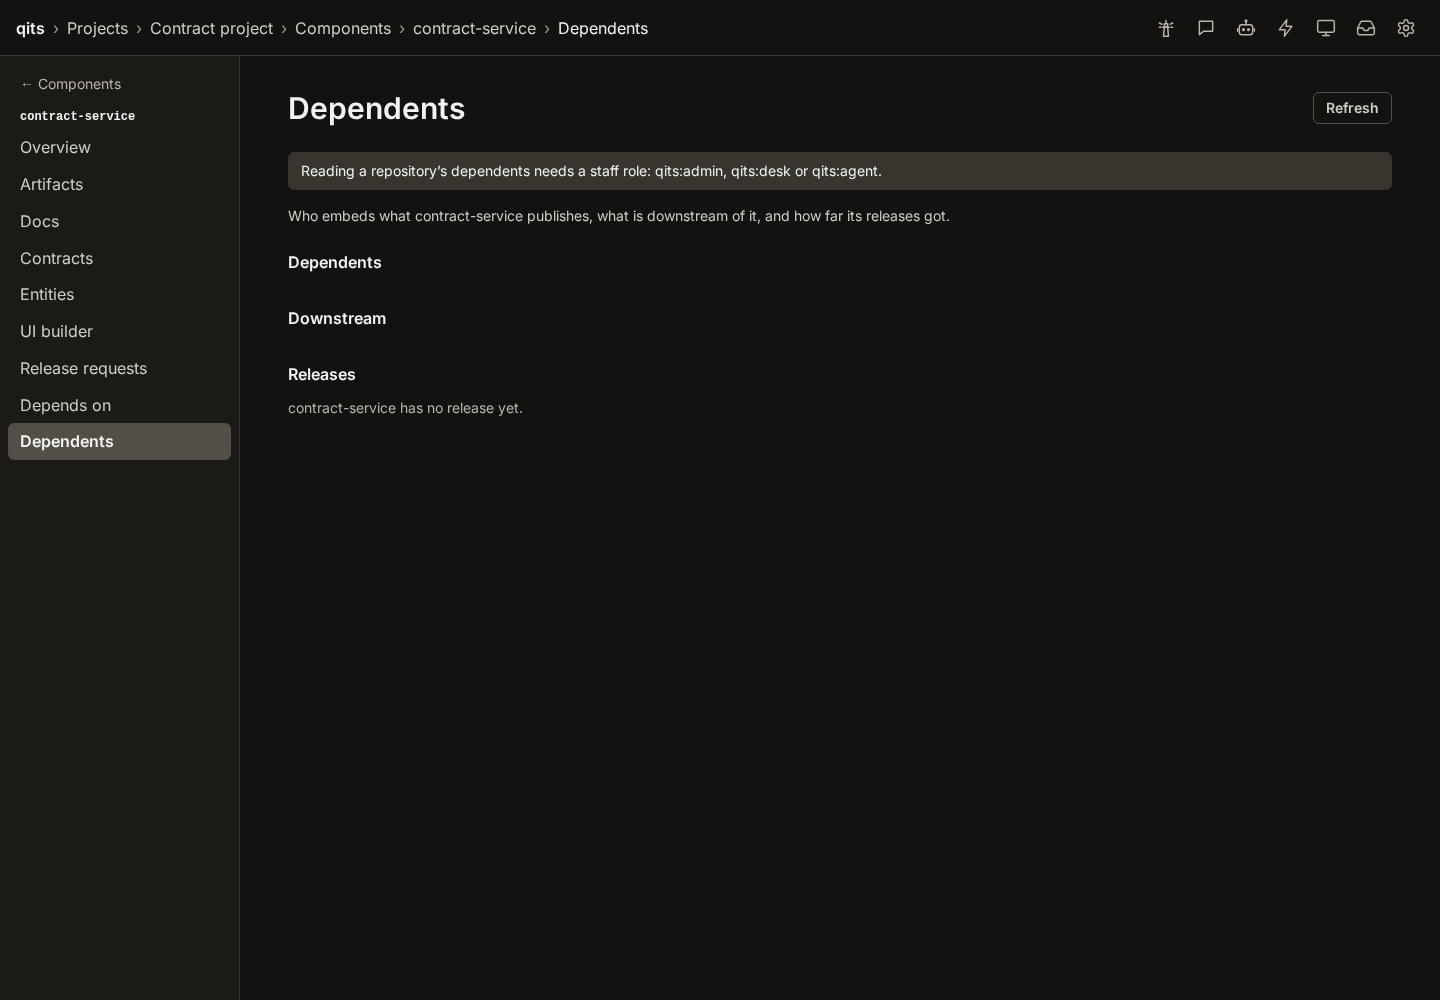 qits › Projects › Contract project › Components › contract-service › Dependents
← Components
contract-service
Overview
Artifacts
Docs
Contracts
Entities
UI builder
Release requests
Depends on
Dependents
Dependents
Refresh
Reading a repository’s dependents needs a staff role: qits:admin, qits:desk or qits:agent.
Who embeds what contract-service publishes, what is downstream of it, and how far its releases got.
Dependents
Downstream
Releases
contract-service has no release yet.